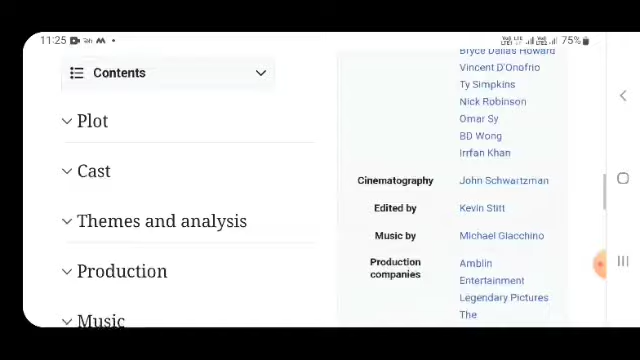 11:25
75%
Contents
Plot
Cast
Themes and analysis
Production
Music
Bryce Dallas Howard
Vincent D'Onofrio
Ty Simpkins
Nick Robinson
Omar Sy
BD Wong
Irrfan Khan
Cinematography John Schwartzman
Edited by Kevin Stitt
Music by Michael Giacchino
Production companies
Amblin
Entertainment
Legendary Pictures
The